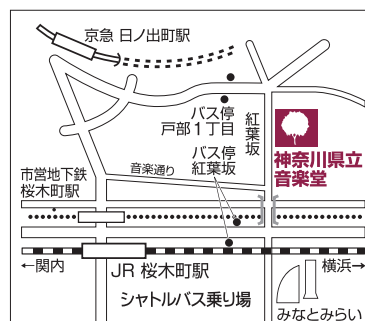 京急 日ノ出町駅
バス停
戸部1丁目
紅葉坂
神奈川県立
音楽堂
バス停
紅葉坂
音楽通り
市営地下鉄
桜木町駅
←関内
横浜→
JR 桜木町駅
シャトルバス乗り場
みなとみらい